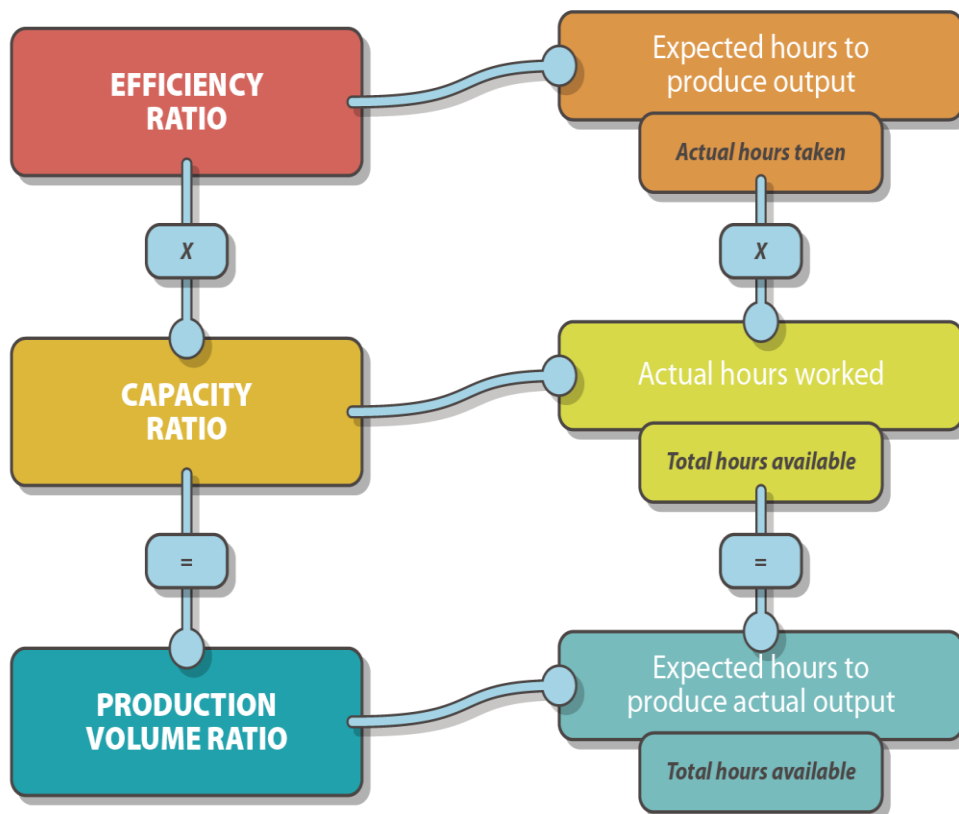 EFFICIENCY
RATIO
Expected hours to
produce output
Actual hours taken
X
X
CAPACITY
RATIO
Actual hours worked
Total hours available
=
=
PRODUCTION
VOLUME RATIO
Expected hours to
produce actual output
Total hours available